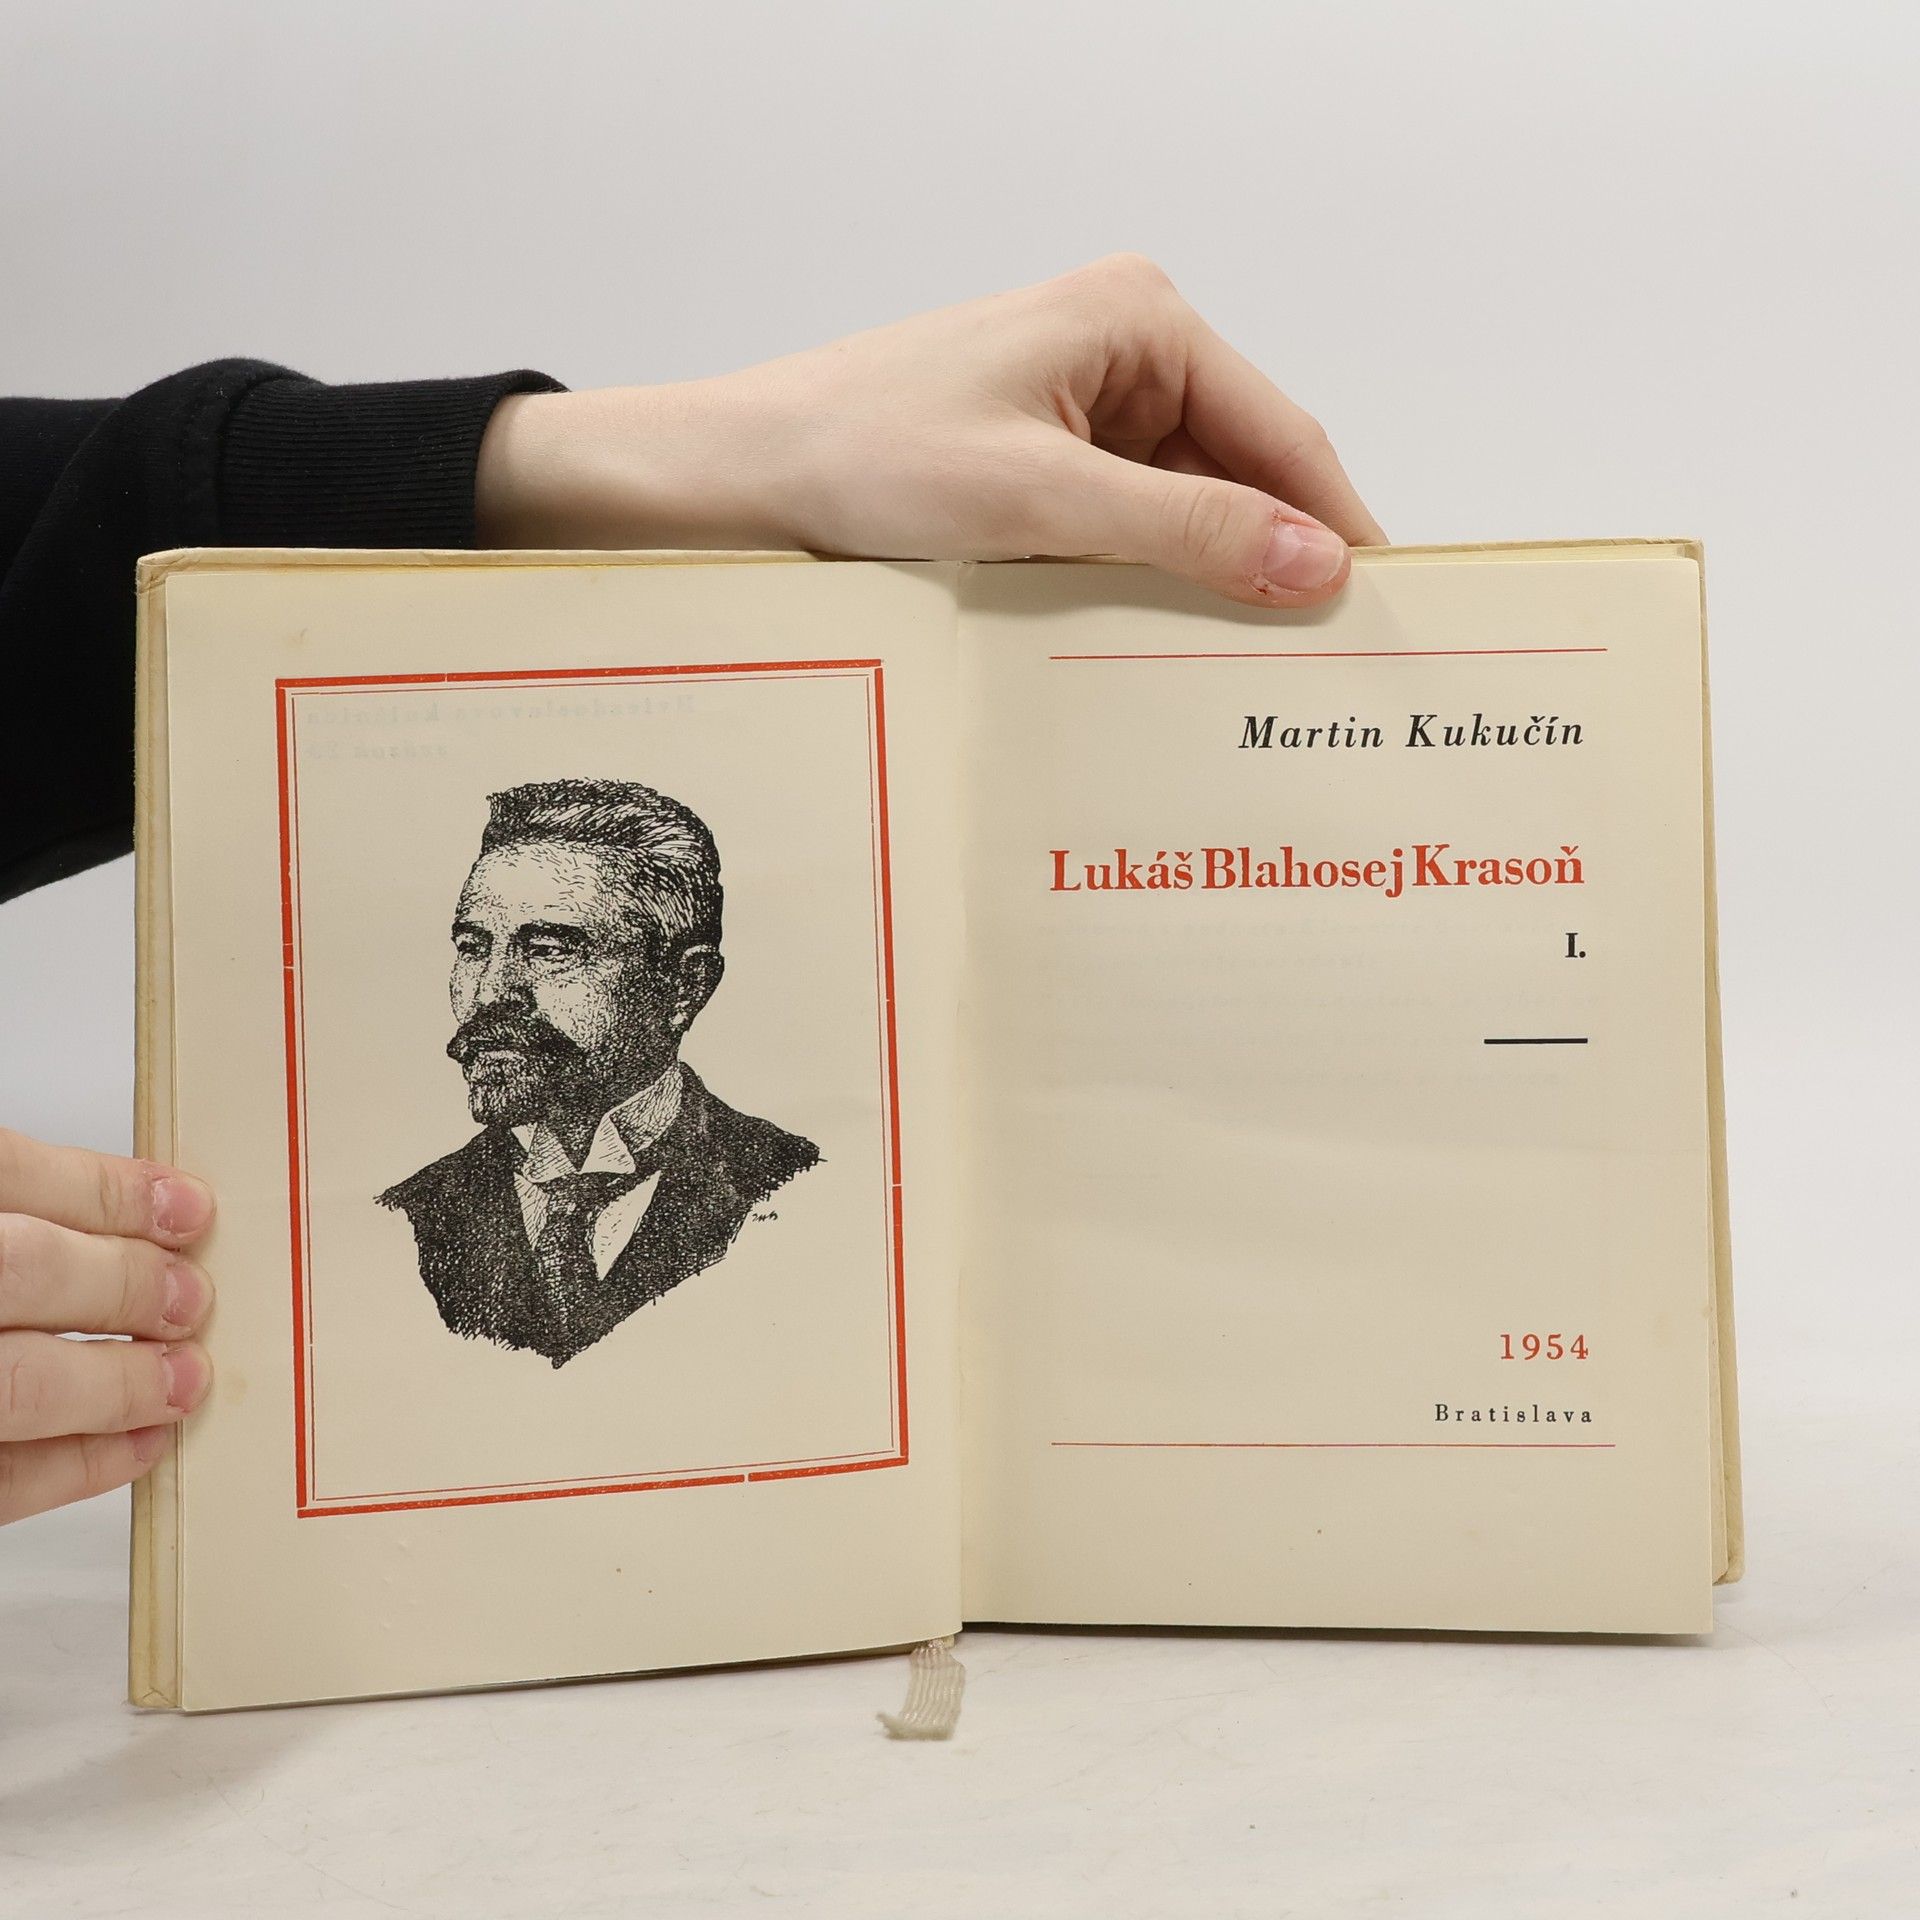 Martin Kukučín
Lukáš Blahosej Krasoň
I.
1954
Bratislava